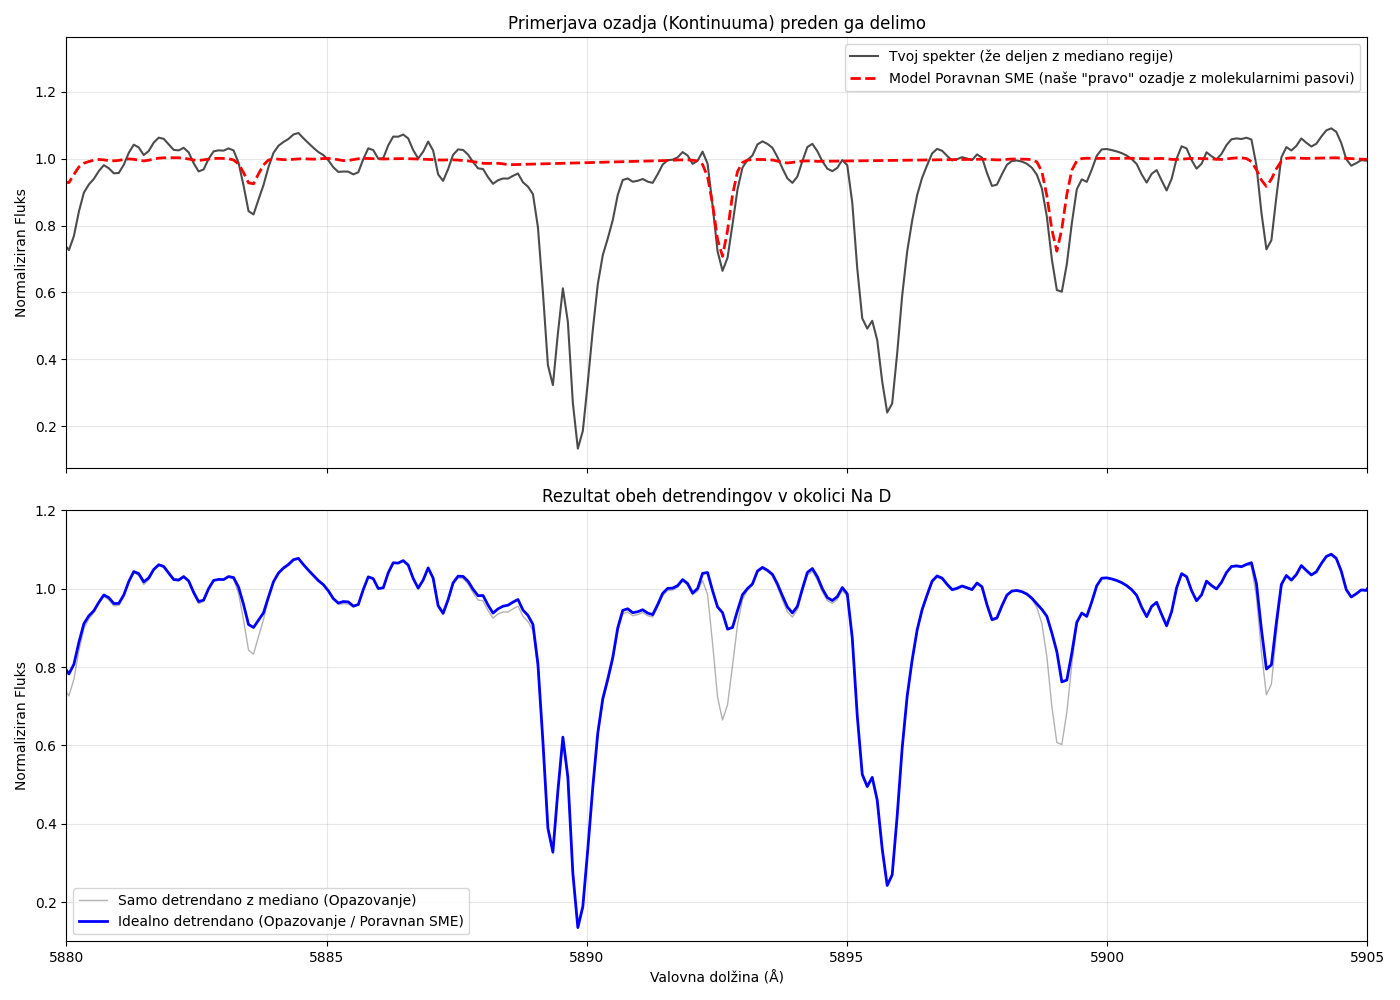 Primerjava ozadja (Kontinuuma) preden ga delimo
Tvoj spekter (že deljen z mediano regije)
Model Poravnan SME (naše "pravo" ozadje z molekularnimi pasovi)
Normaliziran Fluks
1.2
1.0
0.8
0.6
0.4
0.2
Rezultat obeh detrendingov v okolici Na D
Normaliziran Fluks
1.2
1.0
0.8
0.6
0.4
0.2
Samo detrendano z mediano (Opazovanje)
Idealno detrendano (Opazovanje / Poravnan SME)
5880
5885
5890
5895
5900
5905
Valovna dolžina (Å)